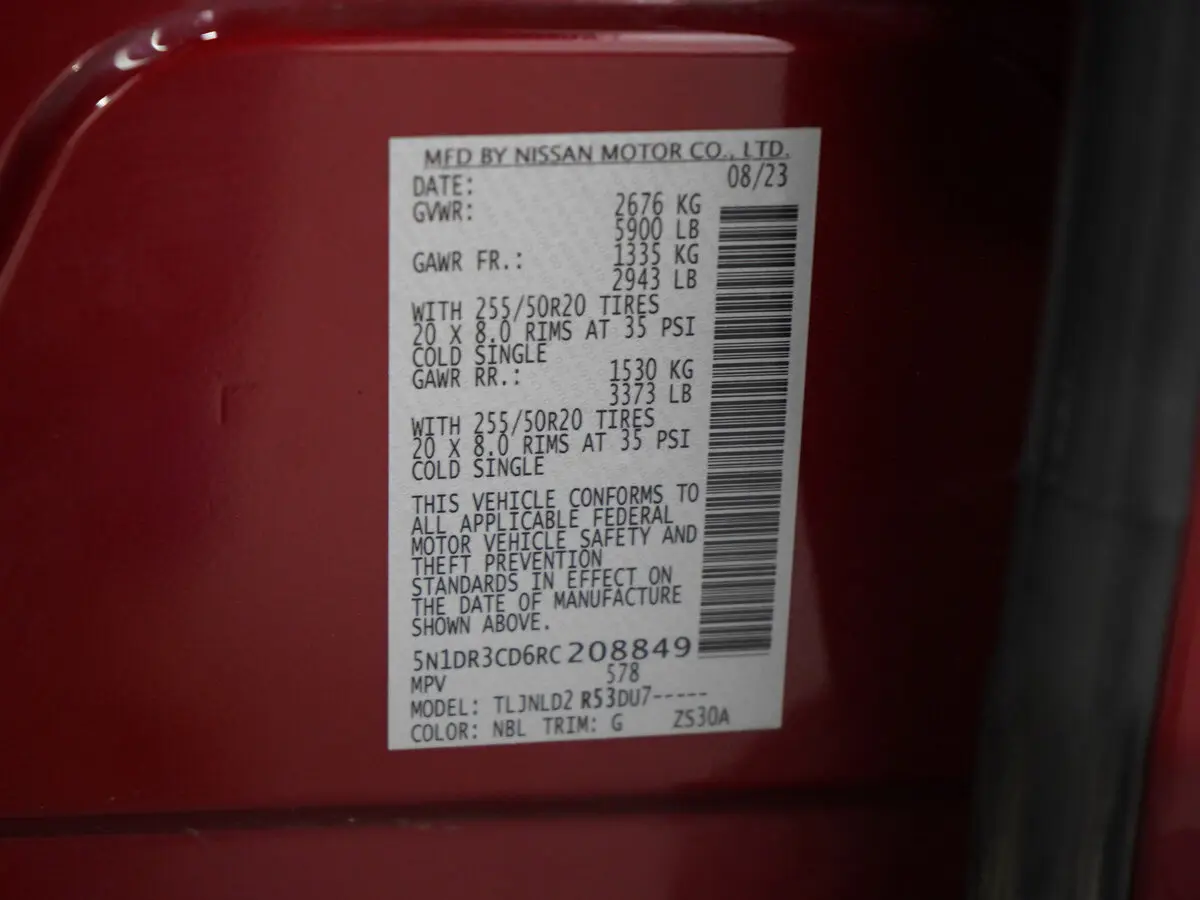 MFD BY NISSAN MOTOR CO., LTD.
DATE: 08/23
GVWR: 2676 KG
5900 LB
GAWR FR.: 1335 KG
2943 LB
WITH 255/50R20 TIRES
20 X 8.0 RIMS AT 35 PSI
COLD SINGLE
GAWR RR.: 1530 KG
3373 LB
WITH 255/50R20 TIRES
20 X 8.0 RIMS AT 35 PSI
COLD SINGLE
THIS VEHICLE CONFORMS TO
ALL APPLICABLE FEDERAL
MOTOR VEHICLE SAFETY AND
THEFT PREVENTION
STANDARDS IN EFFECT ON
THE DATE OF MANUFACTURE
SHOWN ABOVE.
5N1DR3CD6RC208849
MPV 578
MODEL: TLJNLD2 R53DU7-----
COLOR: NBL TRIM: G ZS30A